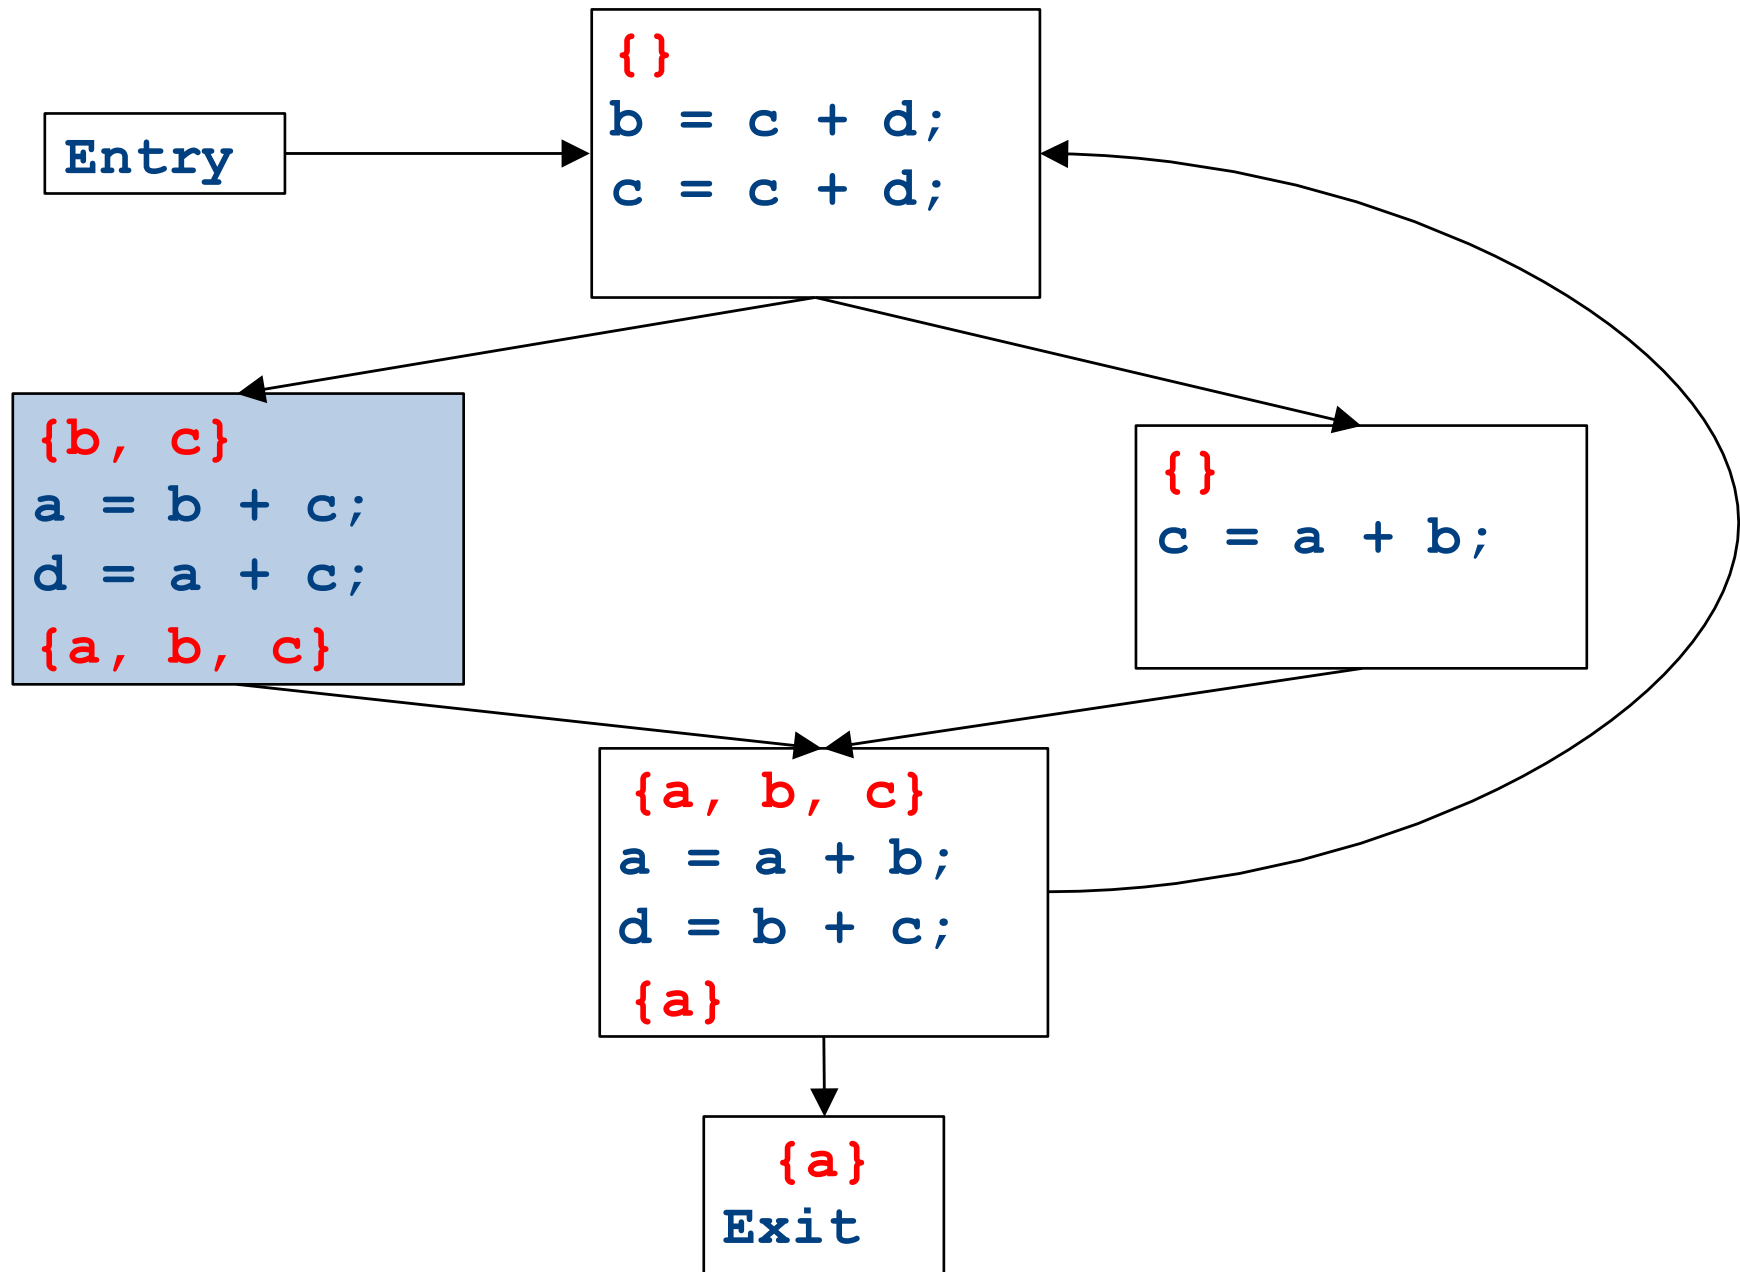 {}
b = c + d;
c = c + d;
Entry
{b, c}
a = b + c;
d = a + c;
{a, b, c}
{}
c = a + b;
{a, b, c}
a = a + b;
d = b + c;
{a}
{a}
Exit